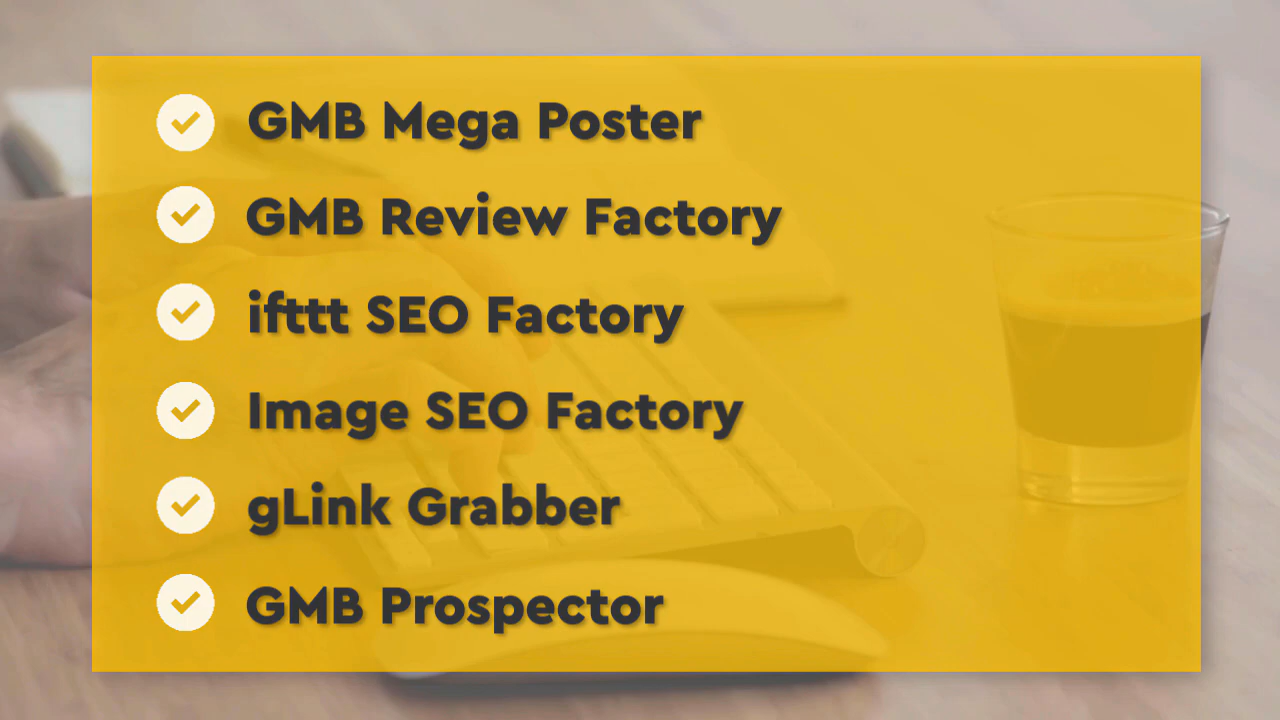 GMB Mega Poster
GMB Review Factory
ifttt SEO Factory
Image SEO Factory
gLink Grabber
GMB Prospector